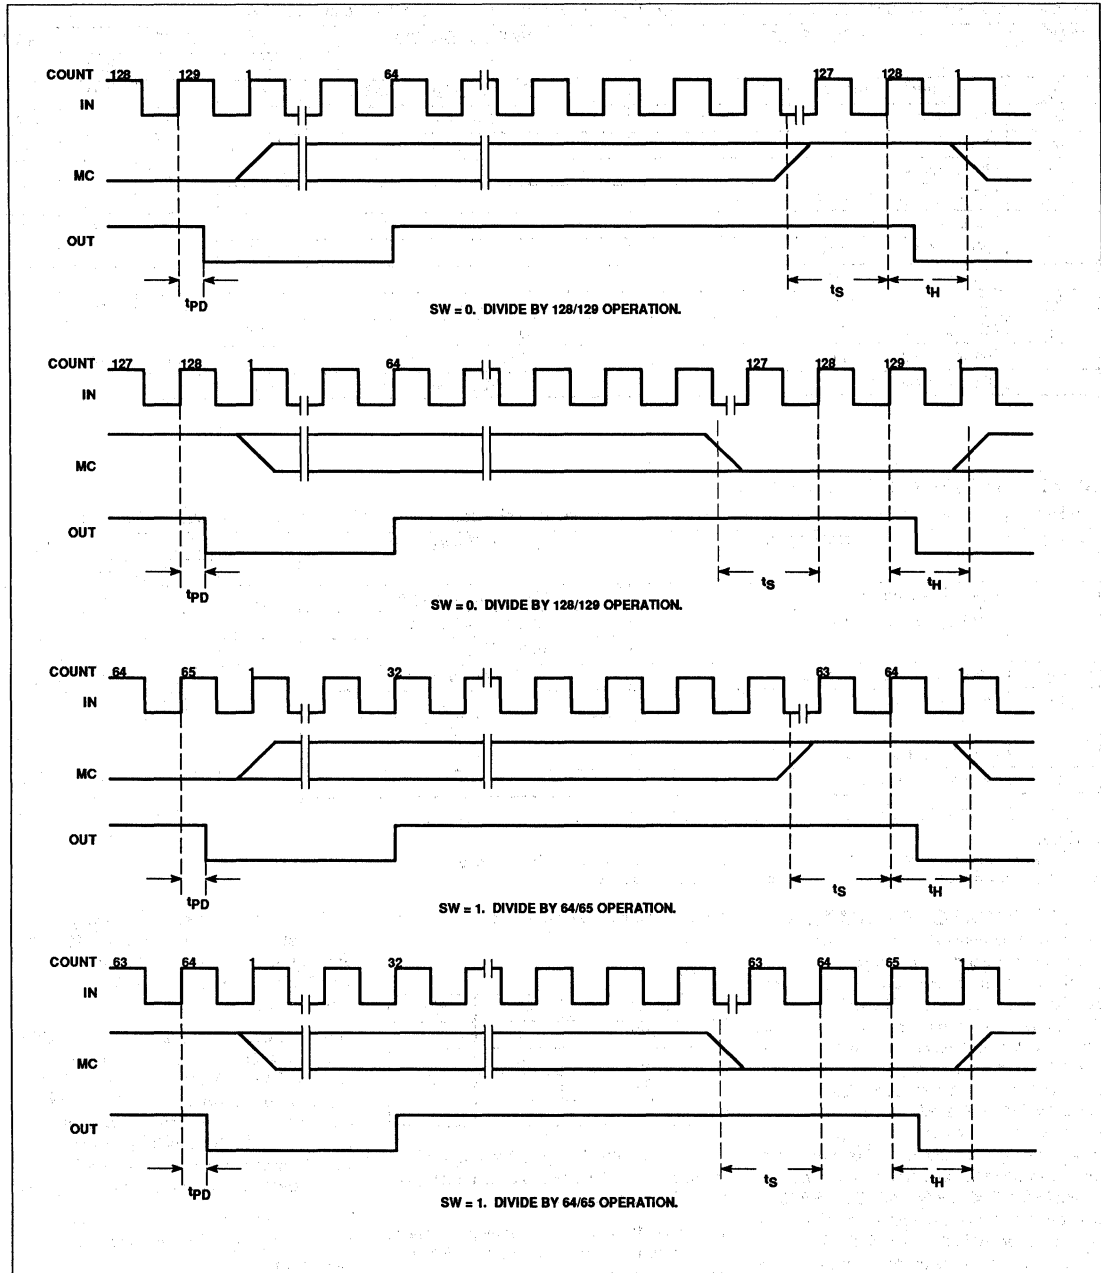 COUNT 128 129 1 64 127 128 1
IN
MC
OUT
tPD tS tH
SW = 0. DIVIDE BY 128/129 OPERATION.
COUNT 127 128 1 64 127 128 129 1
IN
MC
OUT
tPD tS tH
SW = 0. DIVIDE BY 128/129 OPERATION.
COUNT 64 65 1 32 63 64 1
IN
MC
OUT
tPD tS tH
SW = 1. DIVIDE BY 64/65 OPERATION.
COUNT 63 64 1 32 63 64 65 1
IN
MC
OUT
tPD tS tH
SW = 1. DIVIDE BY 64/65 OPERATION.